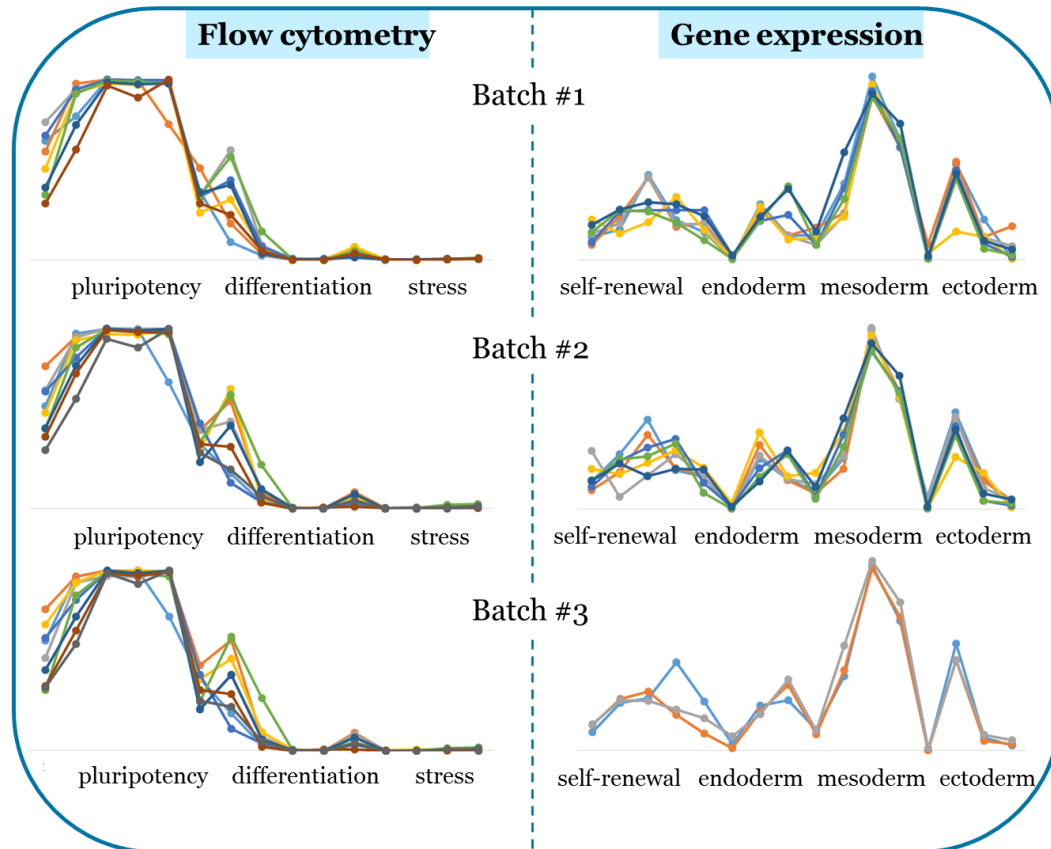 Flow cytometry
Gene expression
Batch #1
pluripotency differentiation stress
self-renewal endoderm mesoderm ectoderm
Batch #2
pluripotency differentiation stress
self-renewal endoderm mesoderm ectoderm
Batch #3
pluripotency differentiation stress
self-renewal endoderm mesoderm ectoderm